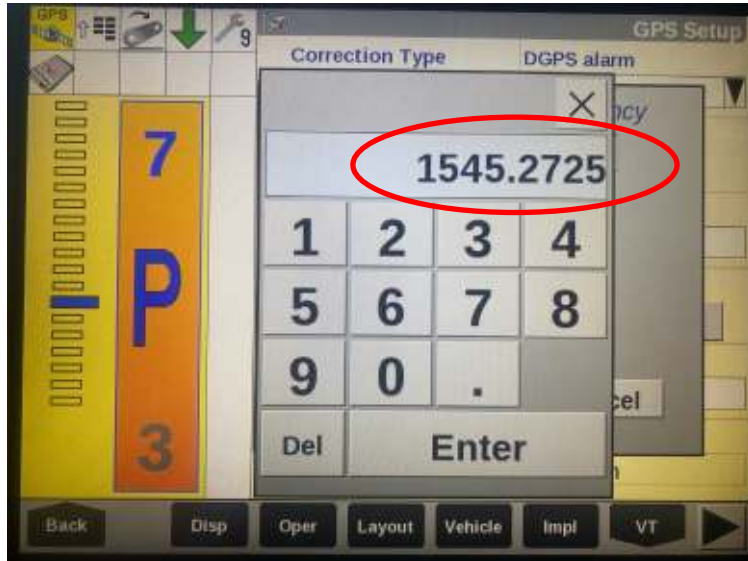 GPS
9
GPS Setup
Correction Type
DGPS alarm
ncy
7
1545.2725
1 2 3 4
P
5 6 7 8
9 0 .
cel
3
Del Enter
Back Disp Oper Layout Vehicle Impl VT